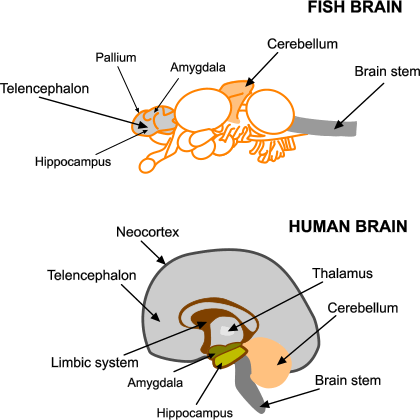 FISH BRAIN
Cerebellum
Pallium
Amygdala
Brain stem
Telencephalon
Hippocampus
HUMAN BRAIN
Neocortex
Telencephalon
Thalamus
Cerebellum
Limbic system
Amygdala
Brain stem
Hippocampus